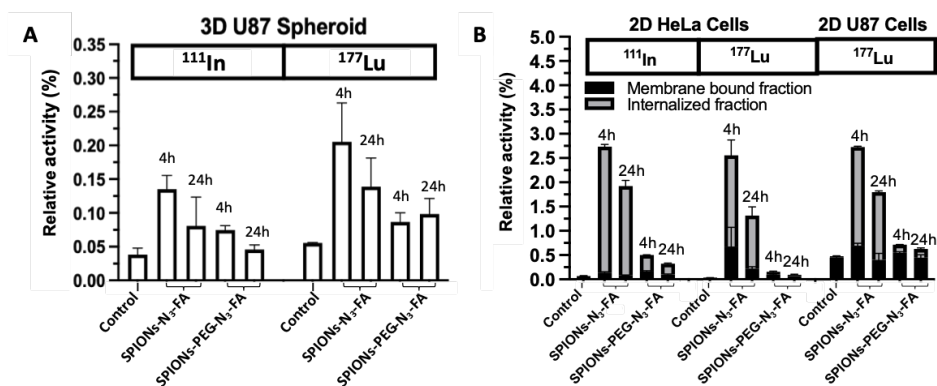 A
3D U87 Spheroid
¹¹¹In
¹⁷⁷Lu
Relative activity (%)
0.35
0.30
0.25
0.20
0.15
0.10
0.05
0.00
4h
24h
4h
24h
4h
24h
4h
24h
Control
SPIONs-N₃-FA
SPIONs-PEG-N₃-FA
Control
SPIONs-N₃-FA
SPIONs-PEG-N₃-FA
B
2D HeLa Cells
2D U87 Cells
¹¹¹In
¹⁷⁷Lu
¹⁷⁷Lu
Membrane bound fraction
Internalized fraction
Relative activity (%)
5.0
4.5
4.0
3.5
3.0
2.5
2.0
1.5
1.0
0.5
0.0
4h
24h
4h
24h
4h
24h
4h
24h
4h
24h
4h
24h
Control
SPIONs-N₃-FA
SPIONs-PEG-N₃-FA
Control
SPIONs-N₃-FA
SPIONs-PEG-N₃-FA
Control
SPIONs-N₃-FA
SPIONs-PEG-N₃-FA